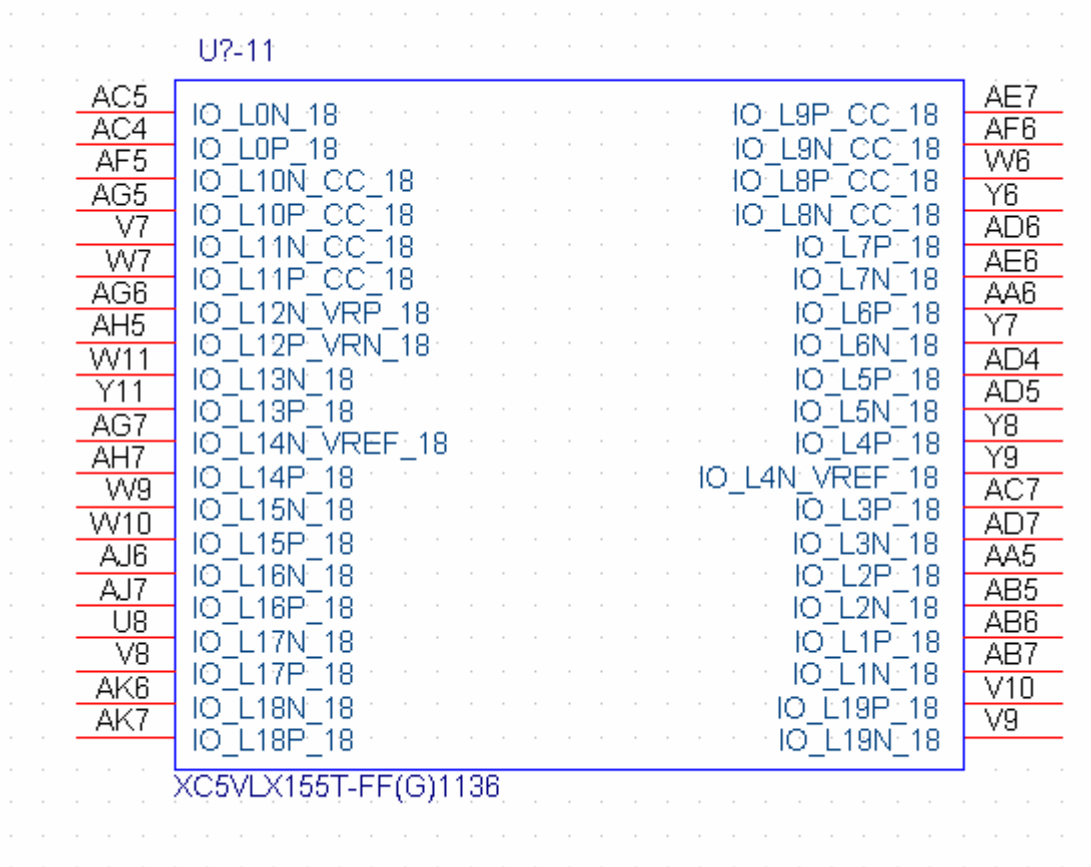 U?-11
AC5 IO_L0N_18 IO_L9P_CC_18 AE7
AC4 IO_L0P_18 IO_L9N_CC_18 AF6
AF5 IO_L10N_CC_18 IO_L8P_CC_18 W6
AG5 IO_L10P_CC_18 IO_L8N_CC_18 Y6
V7 IO_L11N_CC_18 IO_L7P_18 AD6
W7 IO_L11P_CC_18 IO_L7N_18 AE6
AG6 IO_L12N_VRP_18 IO_L6P_18 AA6
AH5 IO_L12P_VRN_18 IO_L6N_18 Y7
W11 IO_L13N_18 IO_L5P_18 AD4
Y11 IO_L13P_18 IO_L5N_18 AD5
AG7 IO_L14N_VREF_18 IO_L4P_18 Y8
AH7 IO_L14P_18 IO_L4N_VREF_18 Y9
W9 IO_L15N_18 IO_L3P_18 AC7
W10 IO_L15P_18 IO_L3N_18 AD7
AJ6 IO_L16N_18 IO_L2P_18 AA5
AJ7 IO_L16P_18 IO_L2N_18 AB5
U8 IO_L17N_18 IO_L1P_18 AB6
V8 IO_L17P_18 IO_L1N_18 AB7
AK6 IO_L18N_18 IO_L19P_18 V10
AK7 IO_L18P_18 IO_L19N_18 V9
XC5VLX155T-FF(G)1136